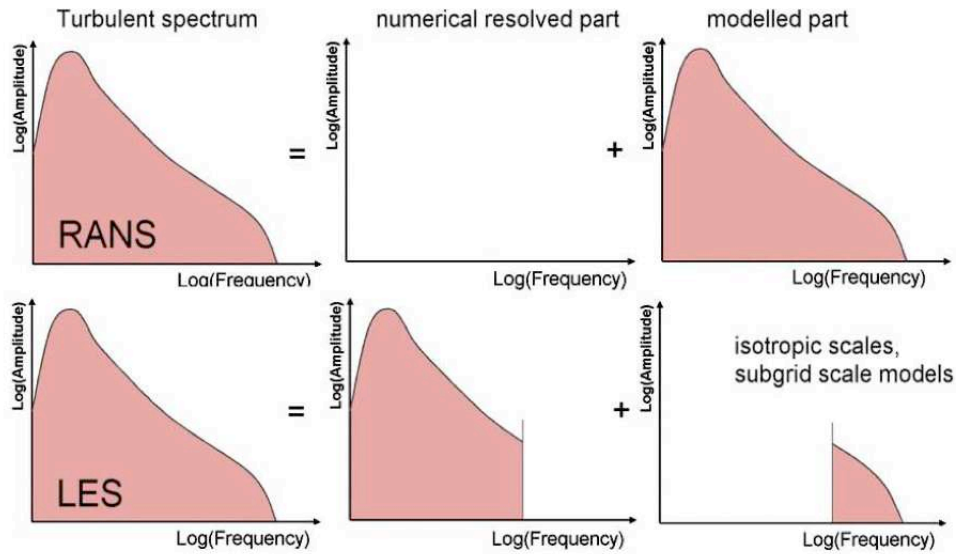 Turbulent spectrum
numerical resolved part
modelled part
Log(Amplitude)
Log(Amplitude)
Log(Amplitude)
=
+
RANS
Log(Frequency)
Log(Frequency)
Log(Frequency)
Log(Amplitude)
Log(Amplitude)
Log(Amplitude)
isotropic scales,
subgrid scale models
=
+
LES
Log(Frequency)
Log(Frequency)
Log(Frequency)